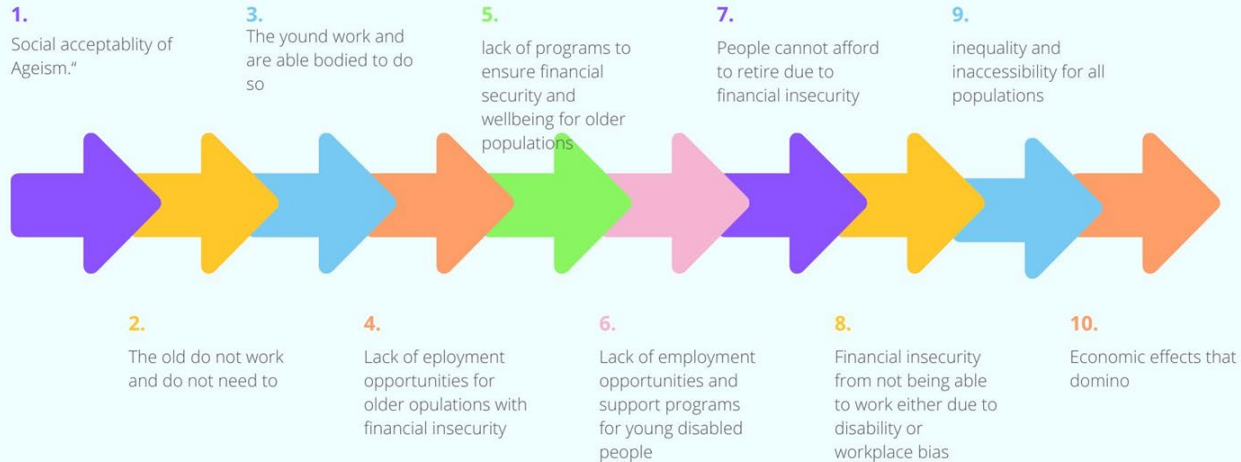 1.
Social acceptablity of
Ageism.“
2.
The old do not work
and do not need to
3.
The yound work and
are able bodied to do
so
4.
Lack of eployment
opportunities for
older opulations with
financial insecurity
5.
lack of programs to
ensure financial
security and
wellbeing for older
populations
6.
Lack of employment
opportunities and
support programs
for young disabled
people
7.
People cannot afford
to retire due to
financial insecurity
8.
Financial insecurity
from not being able
to work either due to
disability or
workplace bias
9.
inequality and
inaccessibility for all
populations
10.
Economic effects that
domino